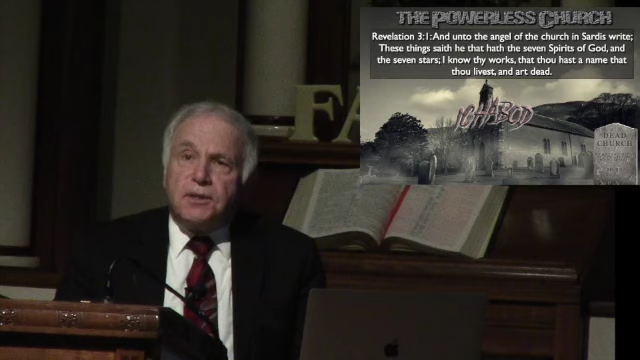 THE POWERLESS CHURCH
Revelation 3:1: And unto the angel of the church in Sardis write;
These things saith he that hath the seven Spirits of God, and
the seven stars; I know thy works, that thou hast a name that
thou livest, and art dead.
ICHABOD
DEAD
CHURCH
FA